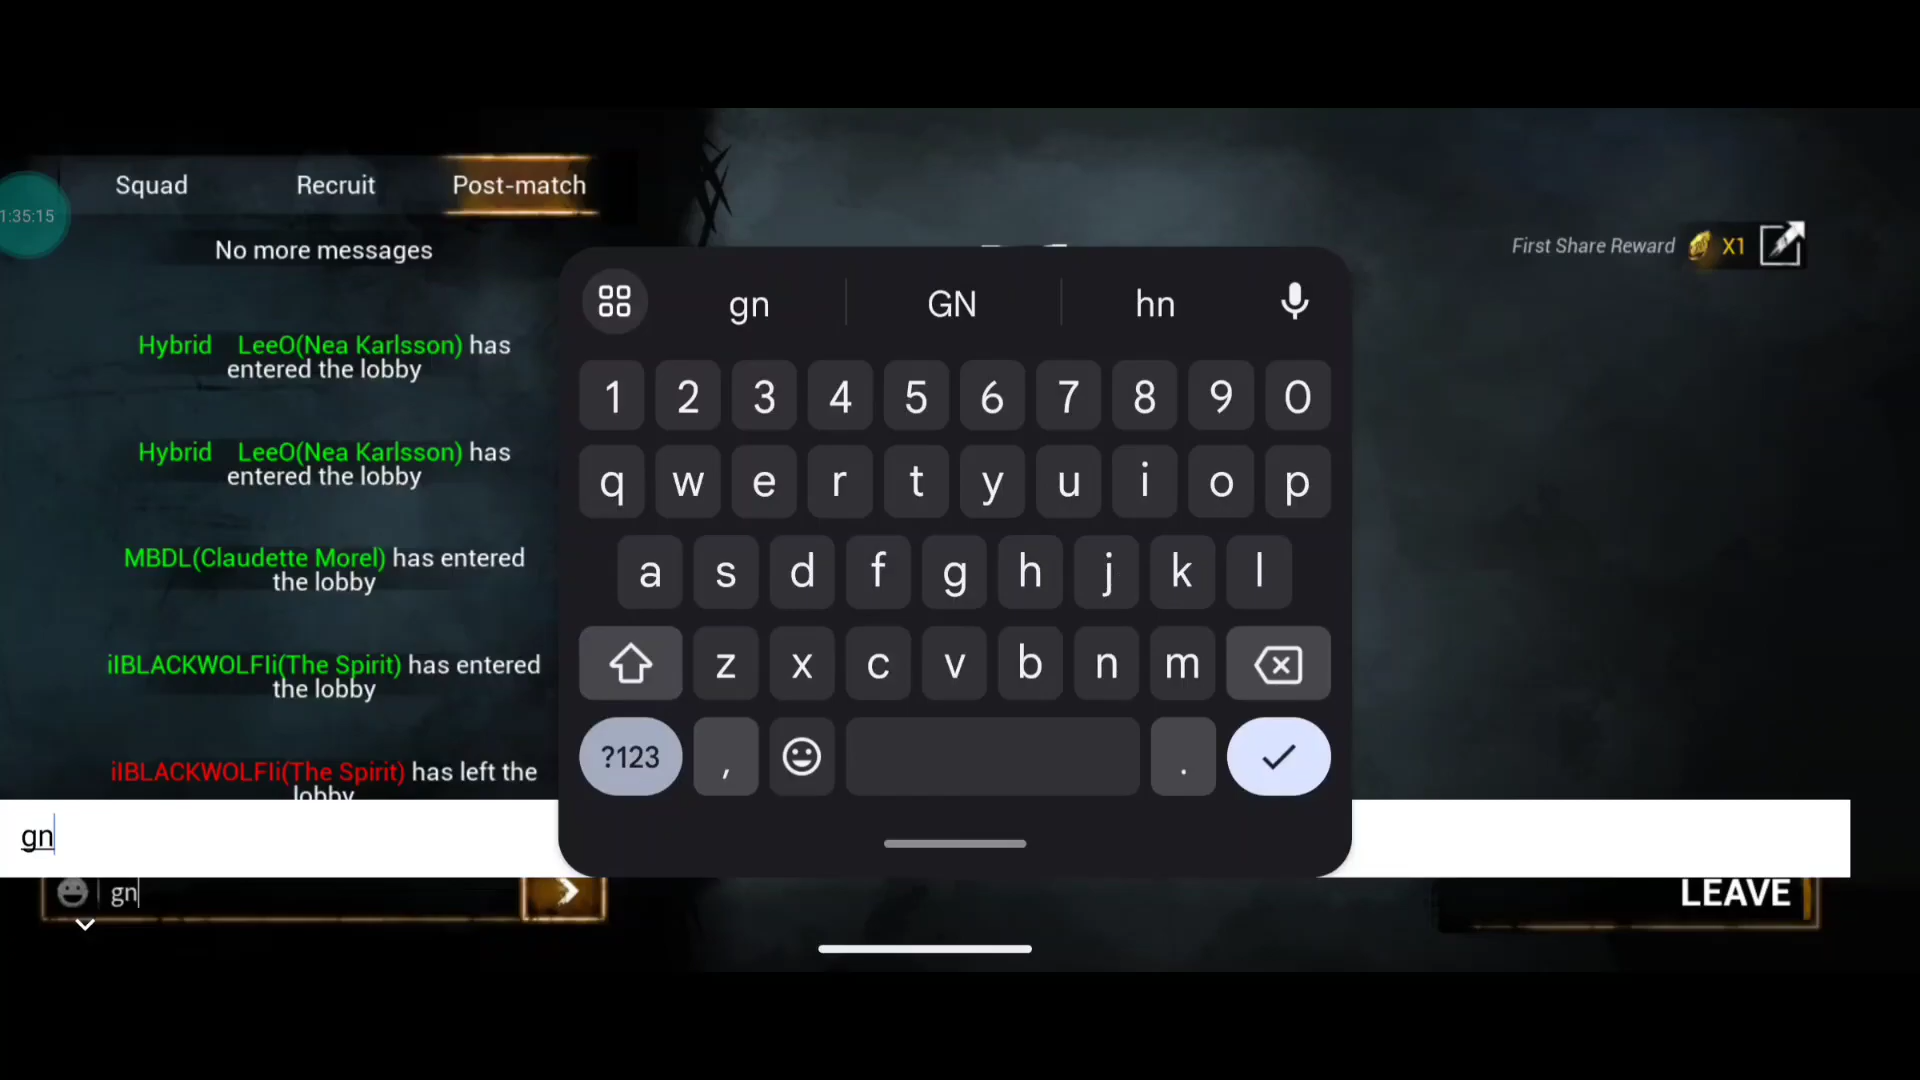 Squad Recruit Post-match
1:35:15
No more messages
First Share Reward X1
Hybrid LeeO(Nea Karlsson) has
entered the lobby
Hybrid LeeO(Nea Karlsson) has
entered the lobby
MBDL(Claudette Morel) has entered
the lobby
iIBLACKWOLFIi(The Spirit) has entered
the lobby
iIBLACKWOLFIi(The Spirit) has left the
lobby
gn GN hn
1 2 3 4 5 6 7 8 9 0
q w e r t y u i o p
a s d f g h j k l
z x c v b n m
?123 , .
gn
gn
LEAVE